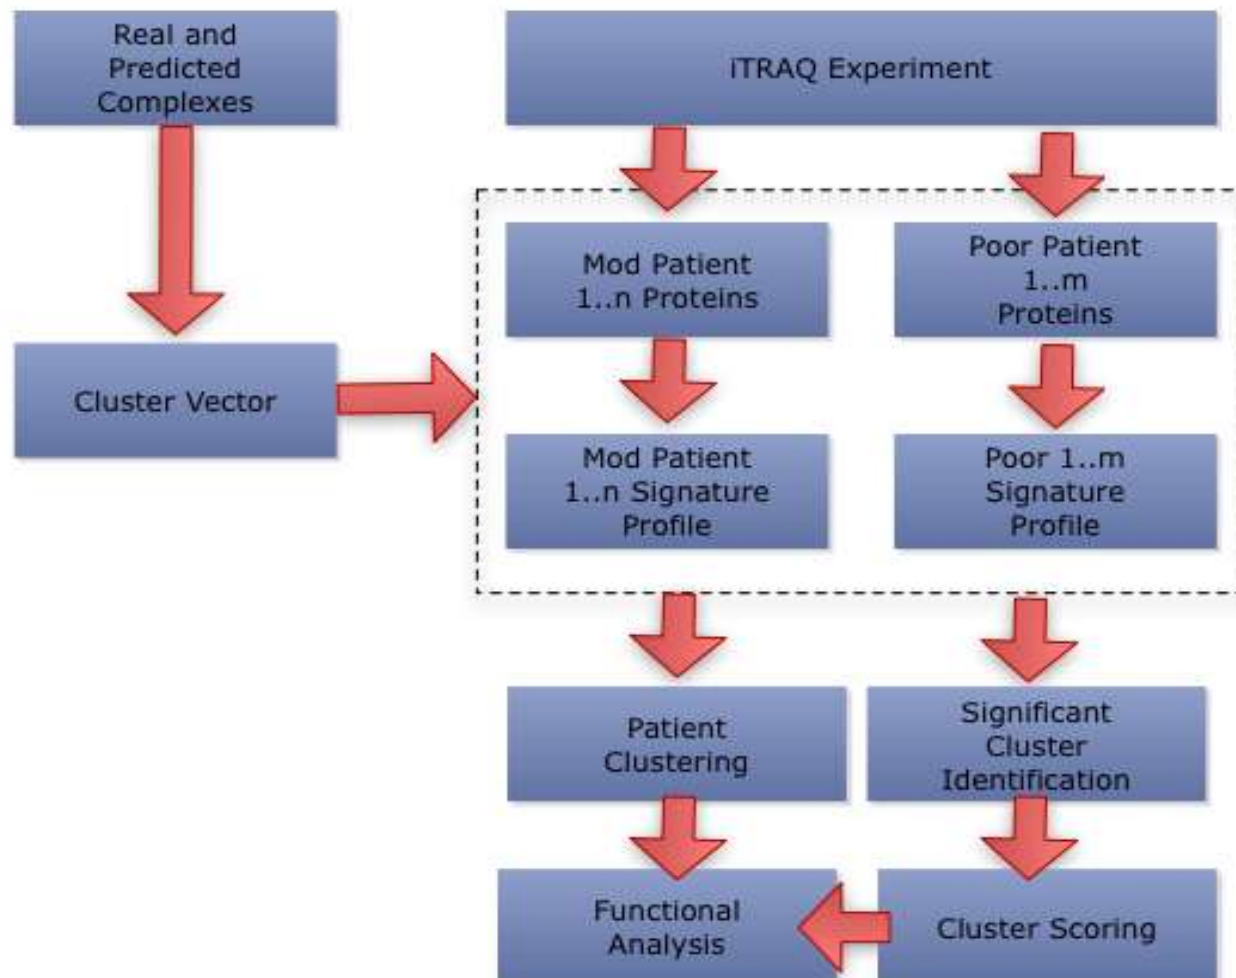 Real and
Predicted
Complexes
iTRAQ Experiment
Mod Patient
1..n Proteins
Poor Patient
1..m
Proteins
Cluster Vector
Mod Patient
1..n Signature
Profile
Poor 1..m
Signature
Profile
Patient
Clustering
Significant
Cluster
Identification
Functional
Analysis
Cluster Scoring